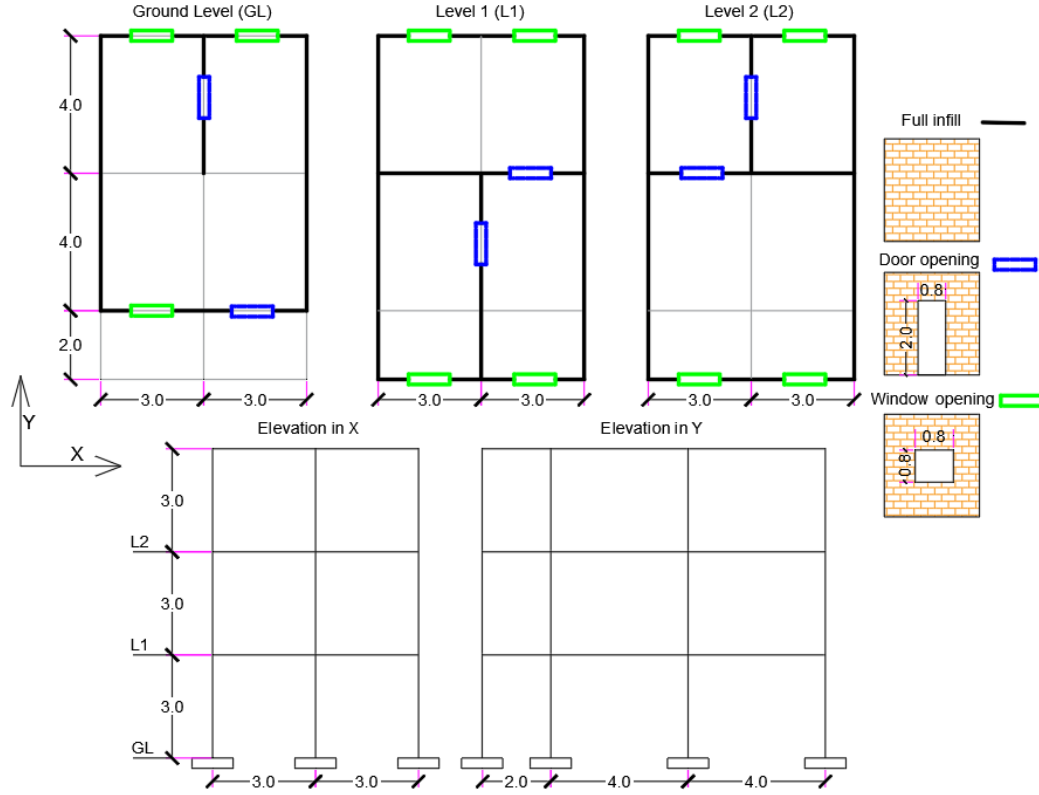 Ground Level (GL)
Level 1 (L1)
Level 2 (L2)
4.0
4.0
2.0
3.0
3.0
3.0
3.0
3.0
3.0
Full infill
Door opening
0.8
2.0
Window opening
0.8
0.8
Y
X
Elevation in X
Elevation in Y
3.0
L2
3.0
L1
3.0
GL
3.0
3.0
2.0
4.0
4.0